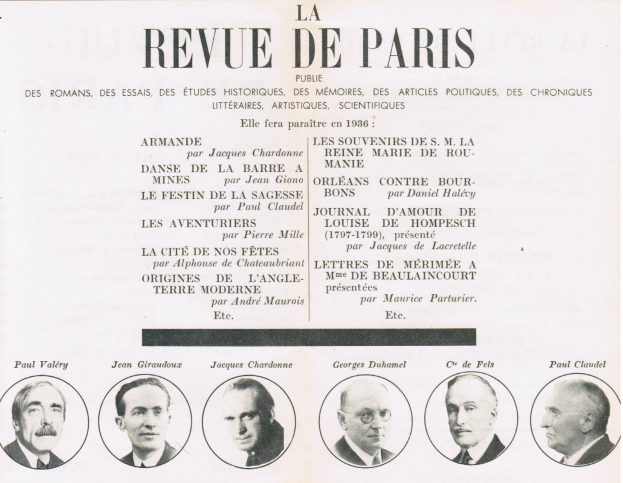 LA
REVUE DE PARIS
PUBLIE
DES ROMANS, DES ESSAIS, DES ÉTUDES HISTORIQUES, DES MÉMOIRES, DES ARTICLES POLITIQUES, DES CHRONIQUES
LITTÉRAIRES, ARTISTIQUES, SCIENTIFIQUES
Elle fera paraître en 1936 :
ARMANDE
par Jacques Chardonne
DANSE DE LA BARRE A
MINES par Jean Giono
LE FESTIN DE LA SAGESSE
par Paul Claudel
LES AVENTURIERS
par Pierre Mille
LA CITÉ DE NOS FÊTES
par Alphonse de Chateaubriant
ORIGINES DE L'ANGLE-
TERRE MODERNE
par André Maurois
Etc.
LES SOUVENIRS DE S. M. LA
REINE MARIE DE ROU-
MANIE
ORLÉANS CONTRE BOUR-
BONS par Daniel Halévy
JOURNAL D'AMOUR DE
LOUISE DE HOMPESCH
(1797-1799), présenté
par Jacques de Lacretelle
LETTRES DE MÉRIMÉE A
Mme DE BEAULAINCOURT
présentées
par Maurice Parturier.
Etc.
Paul Valéry Jean Giraudoux Jacques Chardonne Georges Duhamel Cte de Fels Paul Claudel